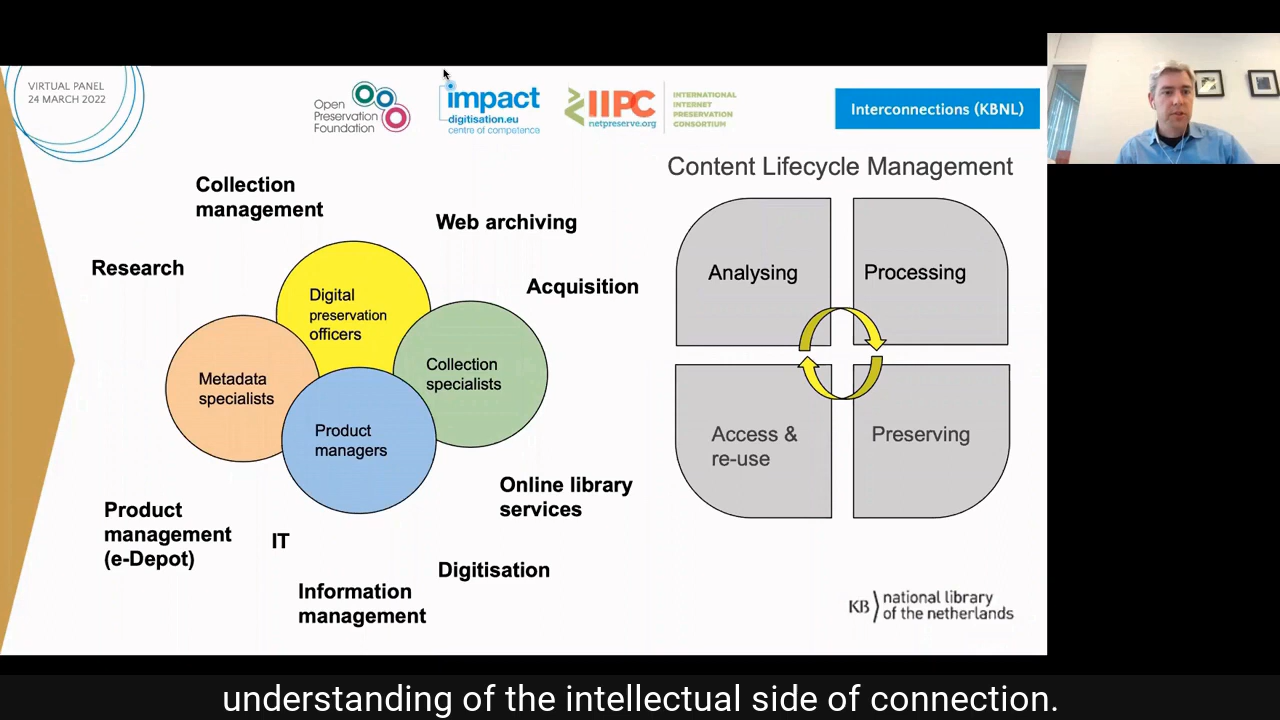 VIRTUAL PANEL
24 MARCH 2022
Open
Preservation
Foundation
impact
digitisation.eu
centre of competence
IIPC
netpreserve.org
INTERNATIONAL
INTERNET
PRESERVATION
CONSORTIUM
Interconnections (KBNL)
Collection
management
Web archiving
Research
Acquisition
Digital
preservation
officers
Collection
specialists
Metadata
specialists
Product
managers
Online library
services
Product
management
(e-Depot)
IT
Digitisation
Information
management
Content Lifecycle Management
Analysing
Processing
Access &
re-use
Preserving
KB
national library
of the netherlands
understanding of the intellectual side of connection.